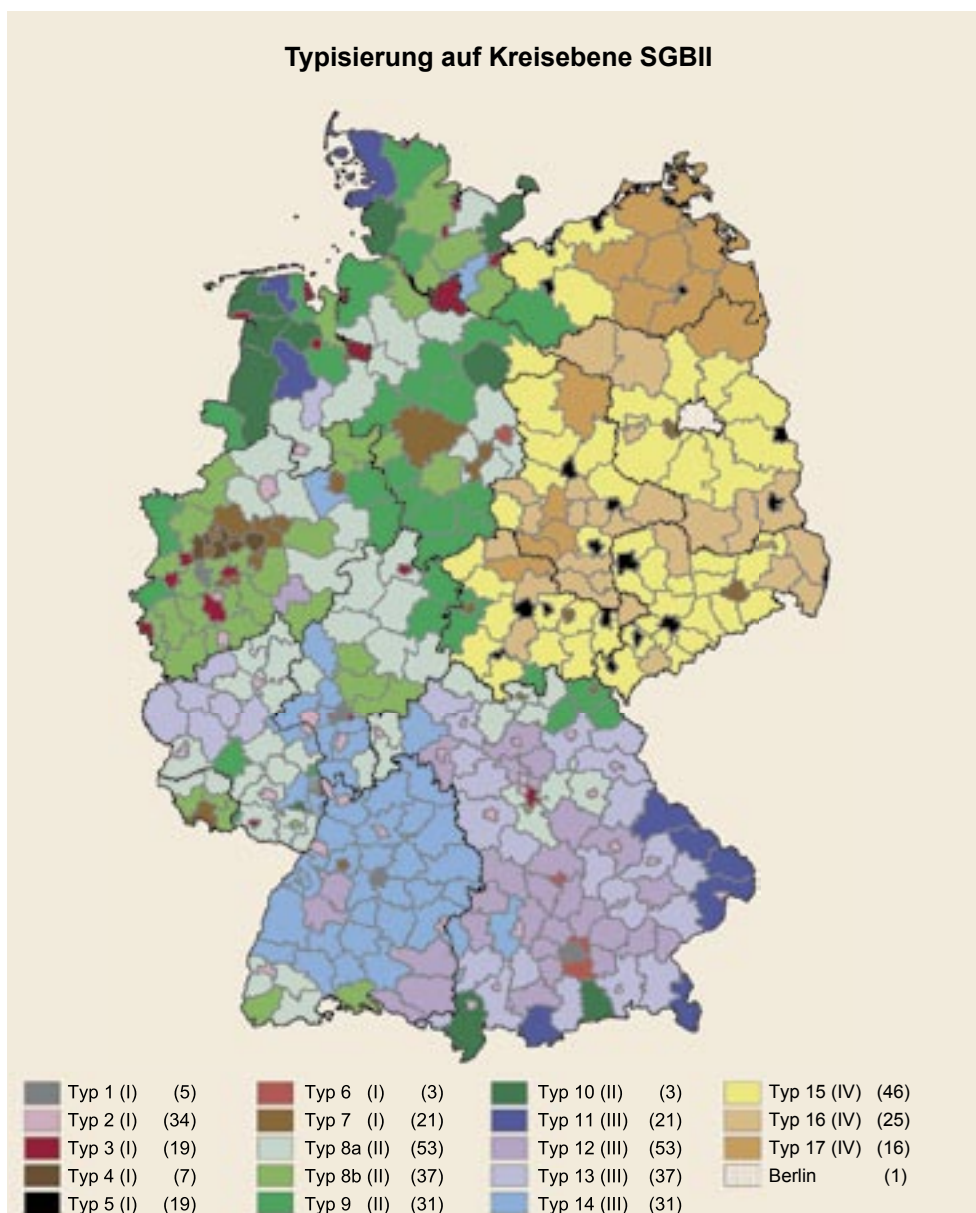 Typisierung auf Kreisebene SGBII
Typ 1 (I) (5)
Typ 2 (I) (34)
Typ 3 (I) (19)
Typ 4 (I) (7)
Typ 5 (I) (19)
Typ 6 (I) (3)
Typ 7 (I) (21)
Typ 8a (II) (53)
Typ 8b (II) (37)
Typ 9 (II) (31)
Typ 10 (II) (3)
Typ 11 (III) (21)
Typ 12 (III) (53)
Typ 13 (III) (37)
Typ 14 (III) (31)
Typ 15 (IV) (46)
Typ 16 (IV) (25)
Typ 17 (IV) (16)
Berlin (1)